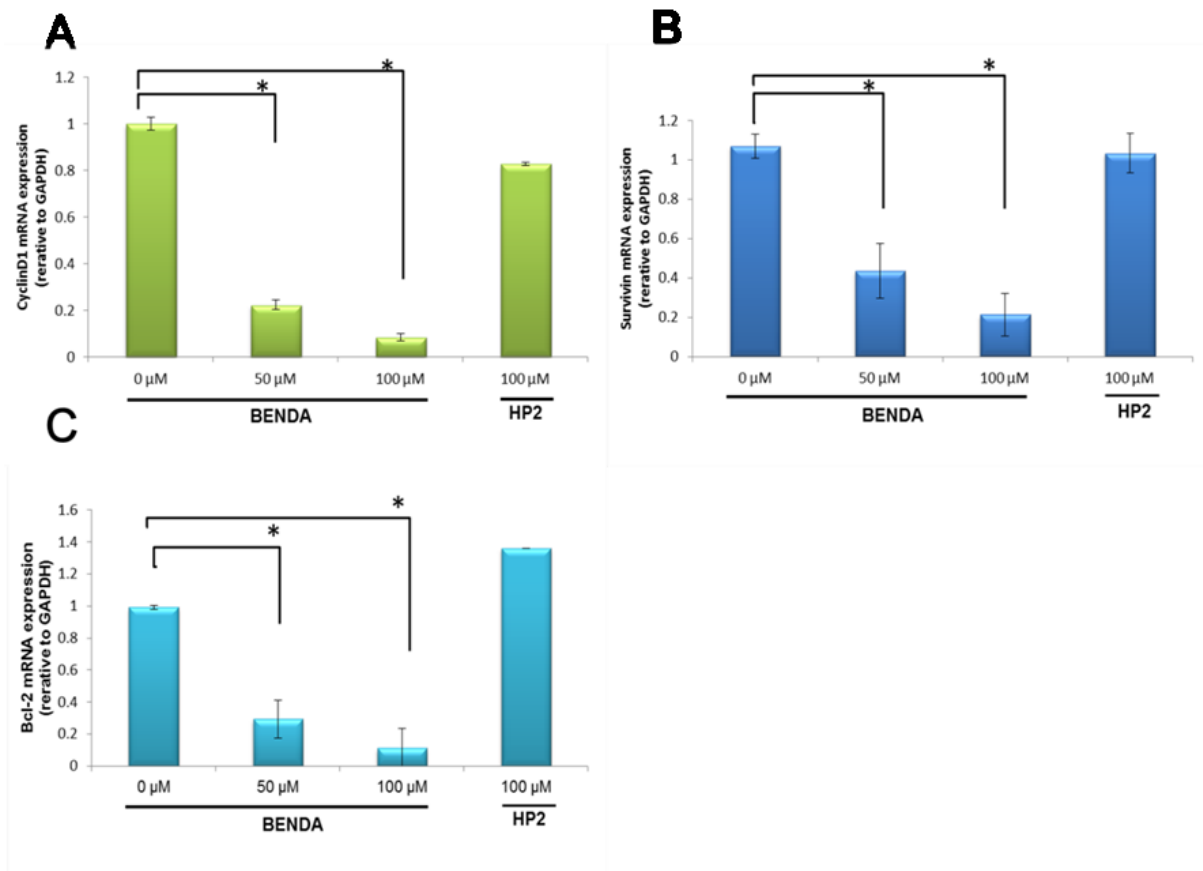 A
CyclinD1 mRNA expression
(rerative to GAPDH)
1.2
1
0.8
0.6
0.4
0.2
0
*
*
0 µM
50 µM
100 µM
100 µM
BENDA
HP2
B
Survivin mRNA expression
(rerative to GAPDH)
1.2
1
0.8
0.6
0.4
0.2
0
*
*
0 µM
50 µM
100 µM
100 µM
BENDA
HP2
C
Bcl-2 mRNA expression
(rerative to GAPDH)
1.6
1.4
1.2
1
0.8
0.6
0.4
0.2
0
*
*
0 µM
50 µM
100 µM
100 µM
BENDA
HP2